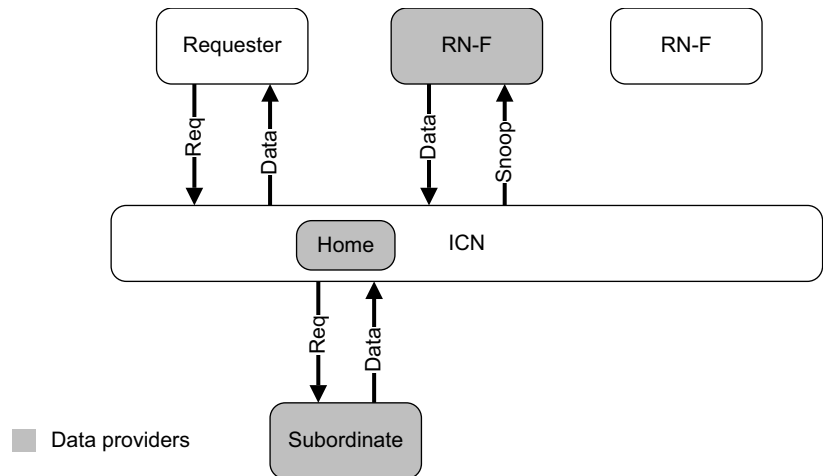 Requester
RN-F
RN-F
Req
Data
Data
Snoop
Home
ICN
Req
Data
Subordinate
Data providers